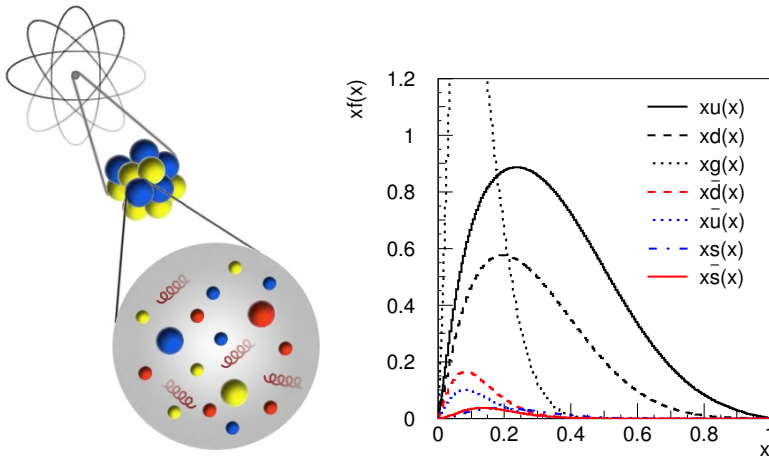 xf(x)
1.2
1
0.8
0.6
0.4
0.2
0
xu(x)
xd(x)
xg(x)
xd̄(x)
xū(x)
xs(x)
xs̄(x)
0 0.2 0.4 0.6 0.8 1
x